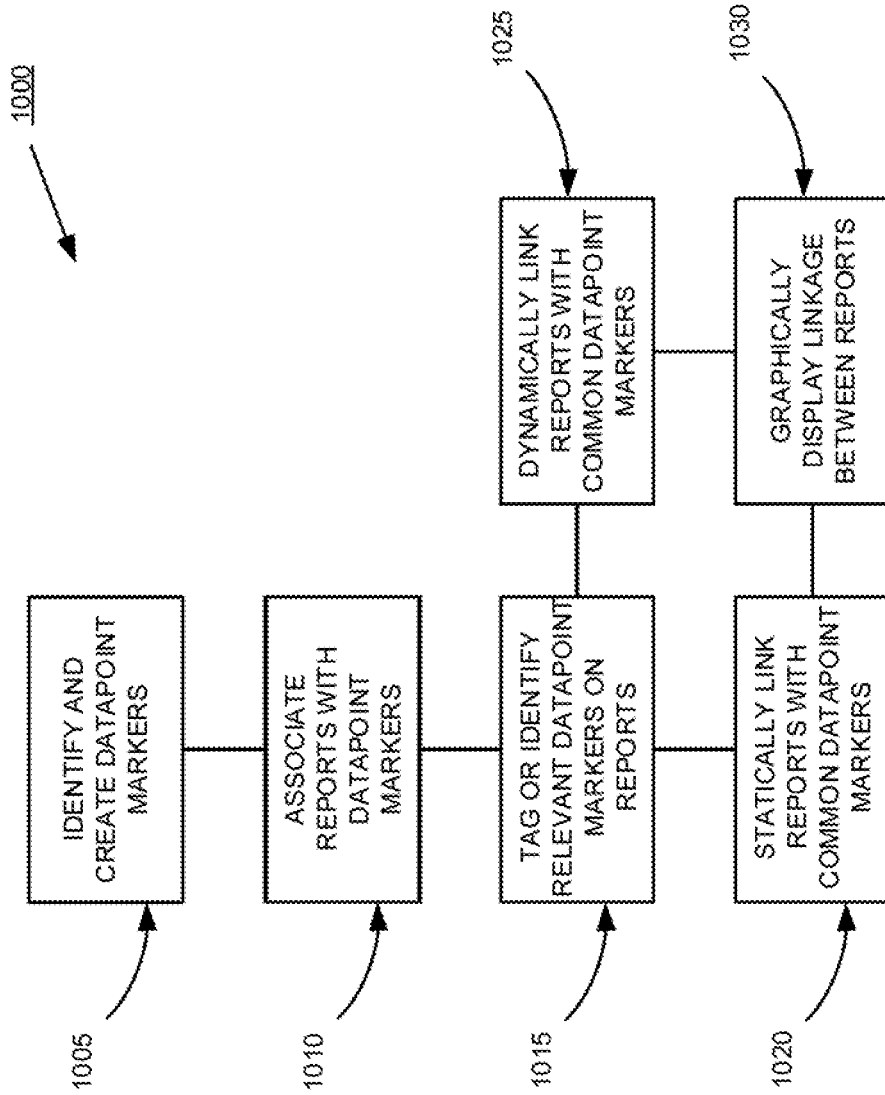 1000
IDENTIFY AND
CREATE DATAPOINT
MARKERS
1005
ASSOCIATE
REPORTS WITH
DATAPOINT
MARKERS
1010
TAG OR IDENTIFY
RELEVANT DATAPOINT
MARKERS ON
REPORTS
1015
DYNAMICALLY LINK
REPORTS WITH
COMMON DATAPOINT
MARKERS
1025
STATICALLY LINK
REPORTS WITH
COMMON DATAPOINT
MARKERS
1020
GRAPHICALLY
DISPLAY LINKAGE
BETWEEN REPORTS
1030